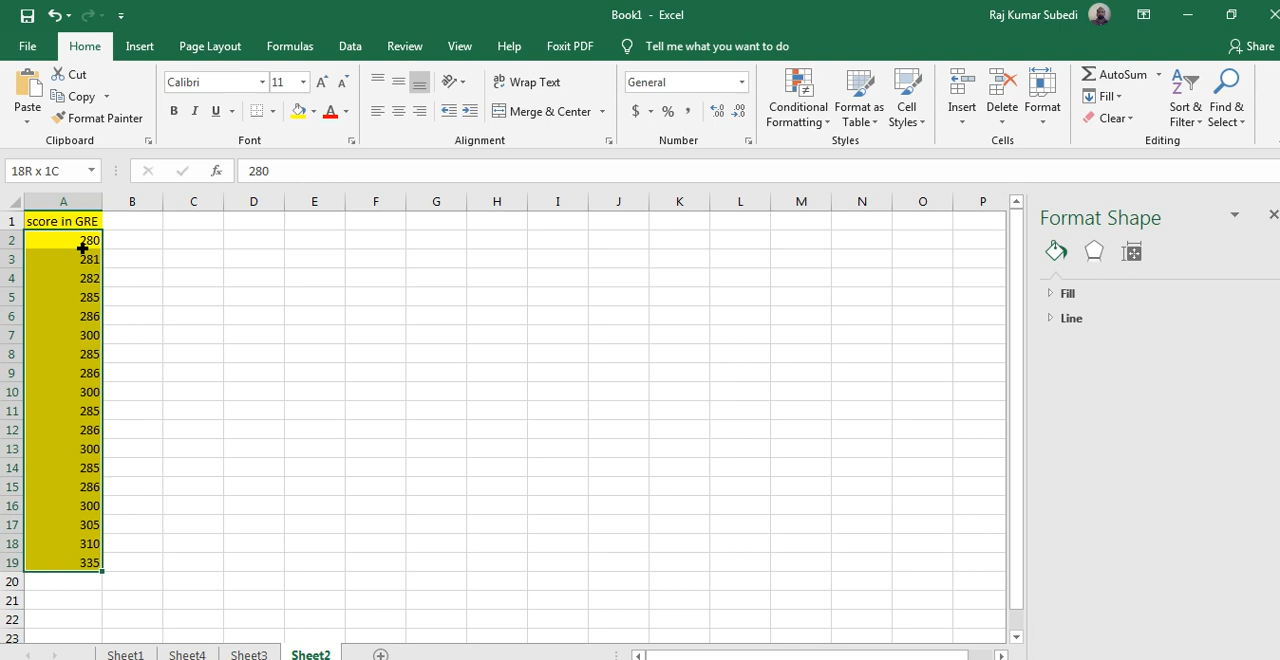 Book1 - Excel
Raj Kumar Subedi
File Home Insert Page Layout Formulas Data Review View Help Foxit PDF Tell me what you want to do Share
Paste
Cut
Copy
Format Painter
Clipboard
Calibri 11
B I U
Font
Wrap Text
Merge & Center
Alignment
General
$ % ,
Number
Conditional Formatting
Format as Table
Cell Styles
Styles
Insert
Delete
Format
Cells
AutoSum
Fill
Clear
Sort & Filter
Find & Select
Editing
18R x 1C fx 280
A B C D E F G H I J K L M N O P
1 score in GRE
2 280
3 281
4 282
5 285
6 286
7 300
8 285
9 286
10 300
11 285
12 286
13 300
14 285
15 286
16 300
17 305
18 310
19 335
20
21
22
23
Format Shape
Fill
Line
Sheet1 Sheet4 Sheet3 Sheet2